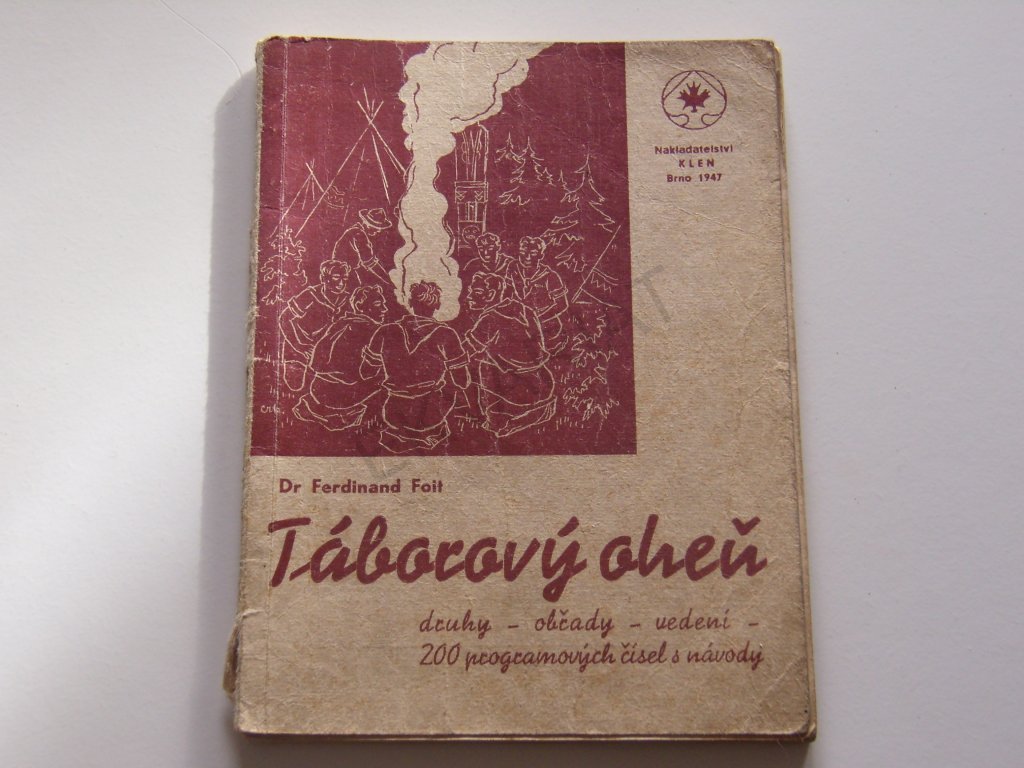 Nakladatelství
KLEN
Brno 1947
Dr Ferdinand Foit
Táborový oheň
druhy - obřady - vedení -
200 programových čísel s návody